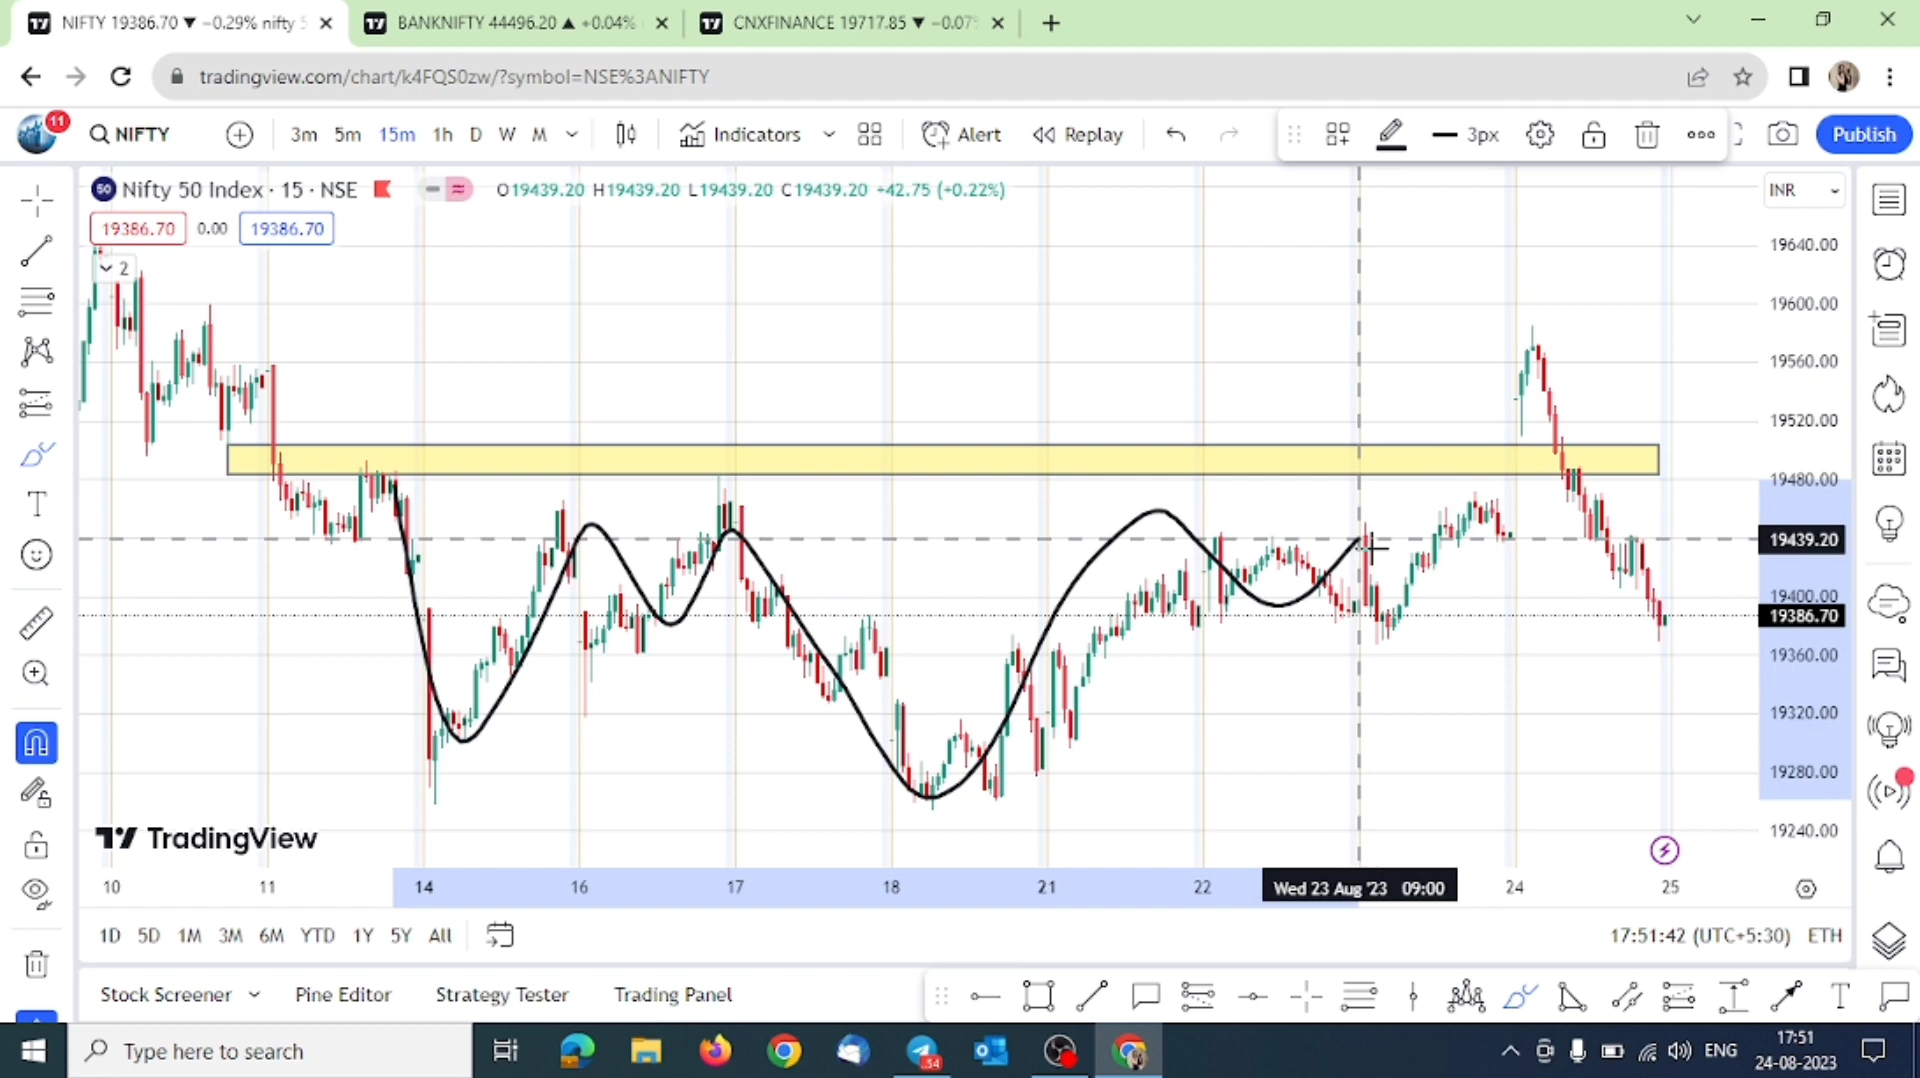 NIFTY 19386.70 ▼ −0.29% nifty 5
BANKNIFTY 44496.20 ▲ +0.04%
CNXFINANCE 19717.85 ▼ −0.07%
tradingview.com/chart/k4FQS0zw/?symbol=NSE%3ANIFTY
11
NIFTY
3m 5m 15m 1h D W M
Indicators
Alert
Replay
3px
Publish
50 Nifty 50 Index · 15 · NSE
O19439.20 H19439.20 L19439.20 C19439.20 +42.75 (+0.22%)
INR
19386.70 0.00 19386.70
2
19640.00
19600.00
19560.00
19520.00
19480.00
19439.20
19400.00
19386.70
19360.00
19320.00
19280.00
19240.00
TradingView
10 11 14 16 17 18 21 22 Wed 23 Aug '23 09:00 24 25
1D 5D 1M 3M 6M YTD 1Y 5Y All
17:51:42 (UTC+5:30) ETH
Stock Screener Pine Editor Strategy Tester Trading Panel
Type here to search
34
ENG
17:51
24-08-2023